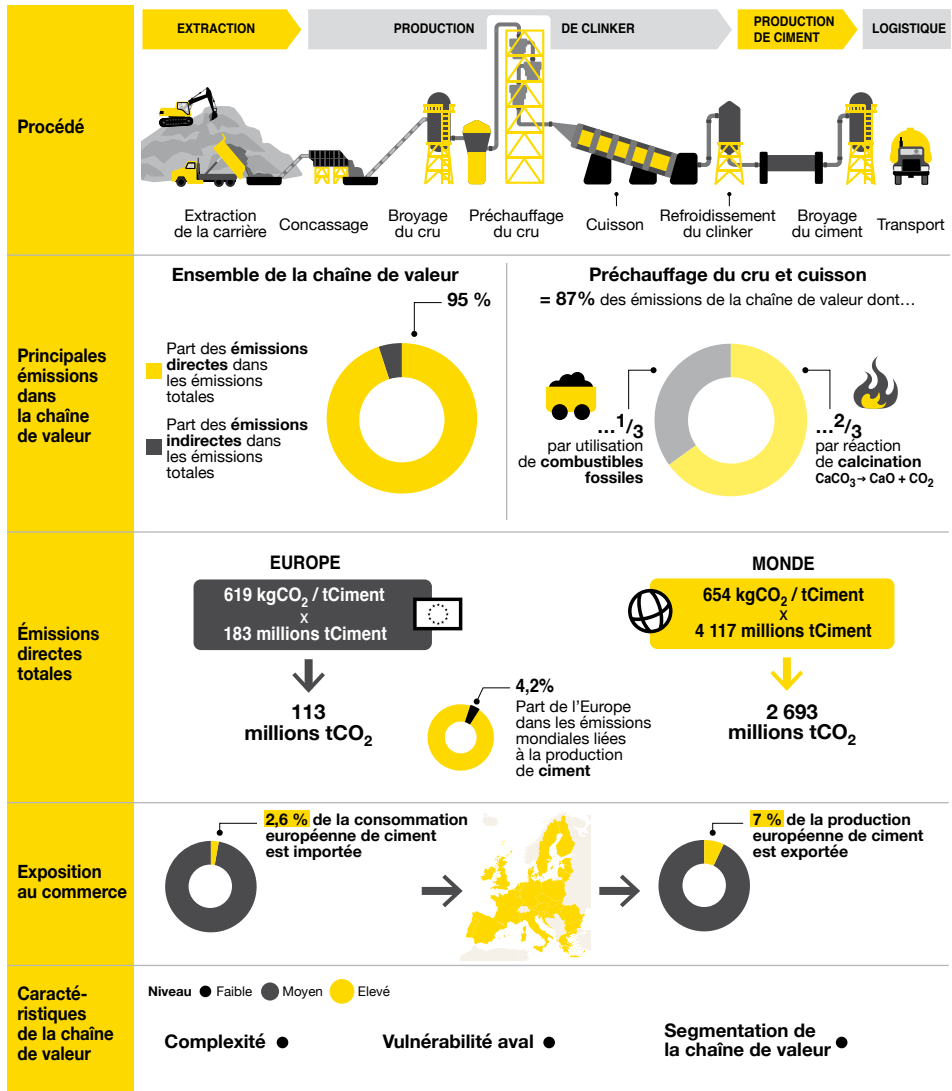 EXTRACTION
PRODUCTION
DE CLINKER
PRODUCTION
DE CIMENT
LOGISTIQUE
Procédé
Extraction
de la carrière
Concassage
Broyage
du cru
Préchauffage
du cru
Cuisson
Refroidissement
du clinker
Broyage
du ciment
Transport
Principales
émissions
dans
la chaîne
de valeur
Ensemble de la chaîne de valeur
95 %
Part des émissions
directes dans
les émissions
totales
Part des émissions
indirectes dans
les émissions
totales
Préchauffage du cru et cuisson
= 87% des émissions de la chaîne de valeur dont…
...1/3
par utilisation
de combustibles
fossiles
...2/3
par réaction
de calcination
CaCO3→ CaO + CO2
Émissions
directes
totales
EUROPE
619 kgCO2 / tCiment
X
183 millions tCiment
113
millions tCO2
4,2%
Part de l’Europe
dans les émissions
mondiales liées
à la production
de ciment
MONDE
654 kgCO2 / tCiment
X
4 117 millions tCiment
2 693
millions tCO2
Exposition
au commerce
2,6 % de la consommation
européenne de ciment
est importée
7 % de la production
européenne de ciment
est exportée
Caracté-
ristiques
de la chaîne
de valeur
Niveau ● Faible ● Moyen ● Elevé
Complexité ●
Vulnérabilité aval ●
Segmentation de
la chaîne de valeur ●